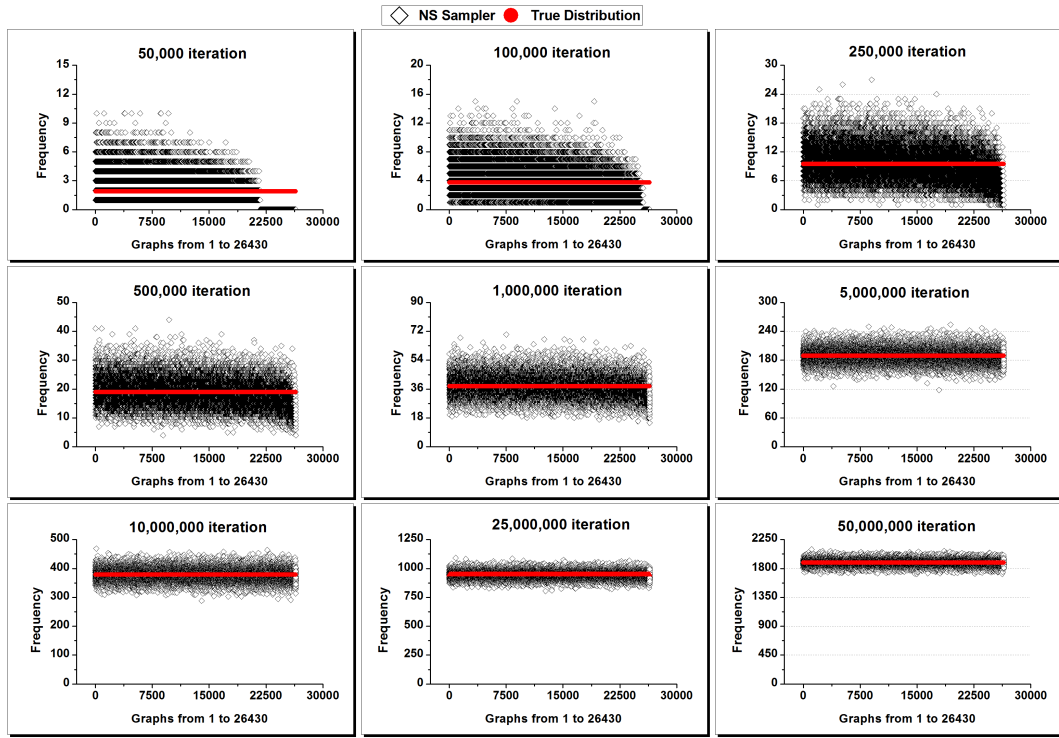 NS Sampler True Distribution
50,000 iteration
15
12
9
6
3
0
Frequency
0 7500 15000 22500 30000
Graphs from 1 to 26430
100,000 iteration
20
16
12
8
4
0
Frequency
0 7500 15000 22500 30000
Graphs from 1 to 26430
250,000 iteration
30
24
18
12
6
0
Frequency
0 7500 15000 22500 30000
Graphs from 1 to 26430
500,000 iteration
50
40
30
20
10
0
Frequency
0 7500 15000 22500 30000
Graphs from 1 to 26430
1,000,000 iteration
90
72
54
36
18
0
Frequency
0 7500 15000 22500 30000
Graphs from 1 to 26430
5,000,000 iteration
300
240
180
120
60
0
Frequency
0 7500 15000 22500 30000
Graphs from 1 to 26430
10,000,000 iteration
500
400
300
200
100
0
Frequency
0 7500 15000 22500 30000
Graphs from 1 to 26430
25,000,000 iteration
1250
1000
750
500
250
0
Frequency
0 7500 15000 22500 30000
Graphs from 1 to 26430
50,000,000 iteration
2250
1800
1350
900
450
0
Frequency
0 7500 15000 22500 30000
Graphs from 1 to 26430